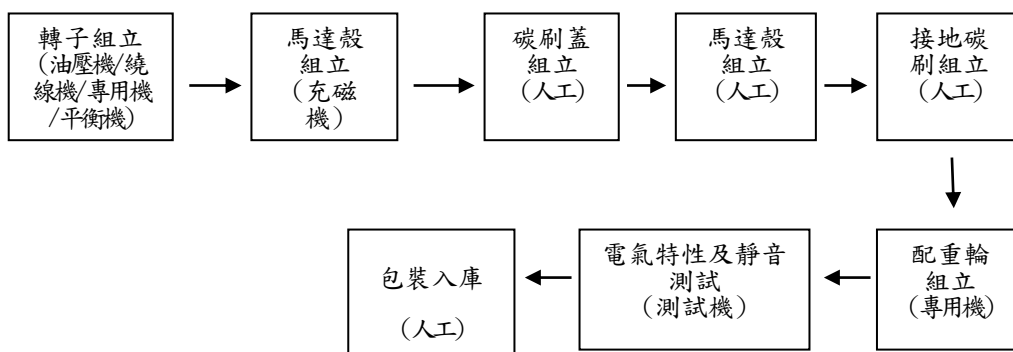 轉子組立
(油壓機/繞
線機/專用機
/平衡機)
馬達殼
組立
(充磁
機)
碳刷蓋
組立
(人工)
馬達殼
組立
(人工)
接地碳
刷組立
(人工)
配重輪
組立
(專用機)
電氣特性及靜音
測試
(測試機)
包裝入庫
(人工)